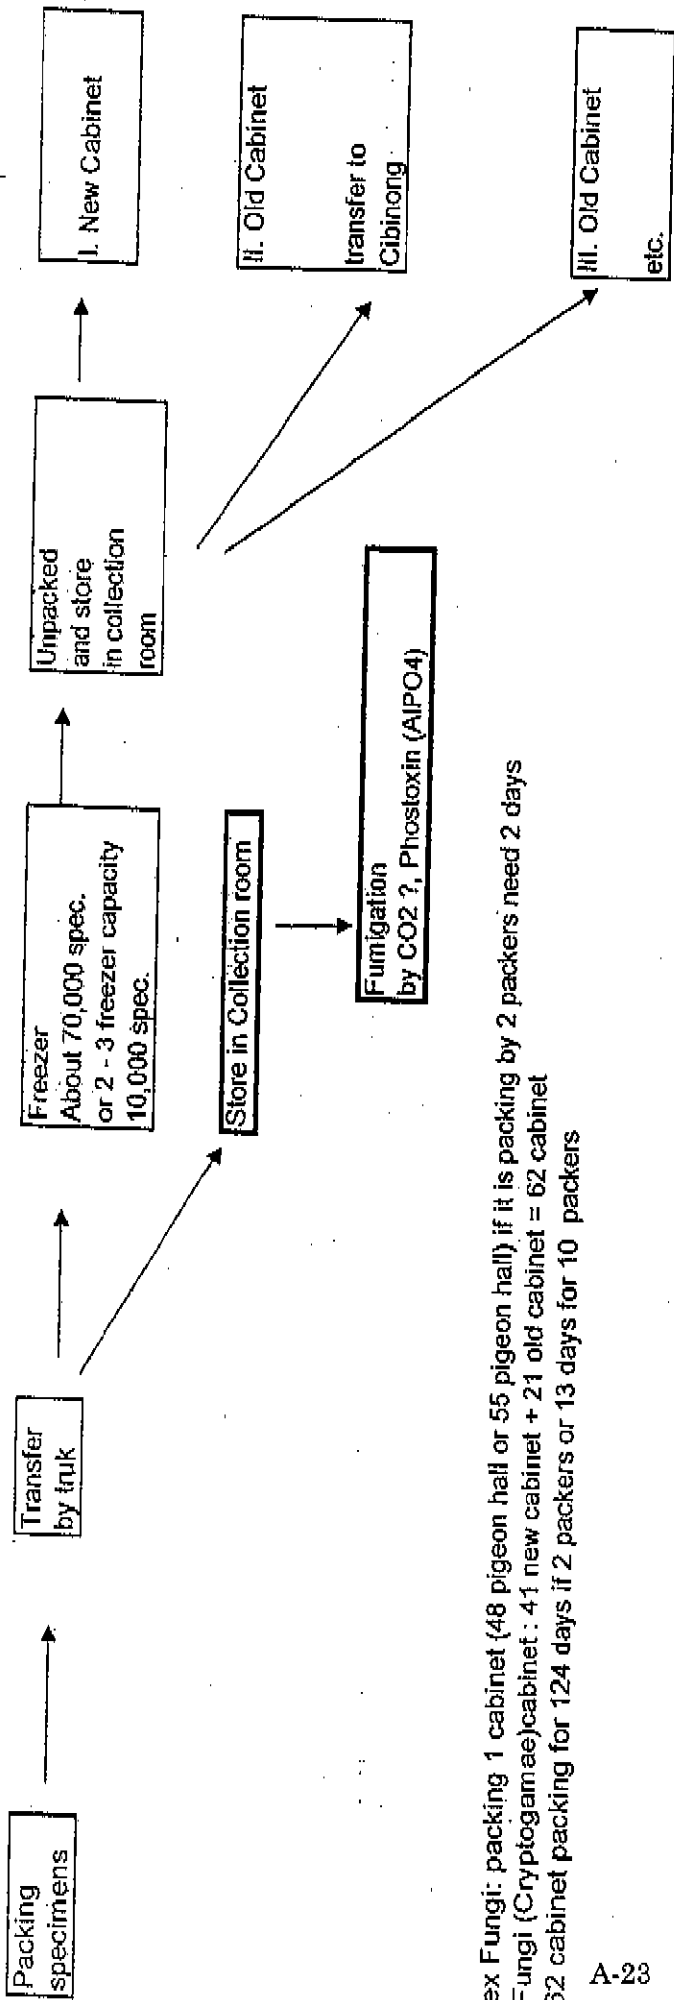 Packing
specimens
Transfer
by truk
Freezer
About 70,000 spec.
or 2 - 3 freezer capacity
10,000 spec.
Store in Collection room
Fumigation
by CO2 ?, Phostoxin (AlPO4)
Unpacked
and store
in collection
room
I. New Cabinet
II. Old Cabinet
transfer to
Cibinong
III. Old Cabinet
etc.
ex Fungi: packing 1 cabinet (48 pigeon hall or 55 pigeon hall) if it is packing by 2 packers need 2 days
Fungi (Cryptogamae)cabinet : 41 new cabinet + 21 old cabinet = 62 cabinet
62 cabinet packing for 124 days if 2 packers or 13 days for 10 packers
A-23